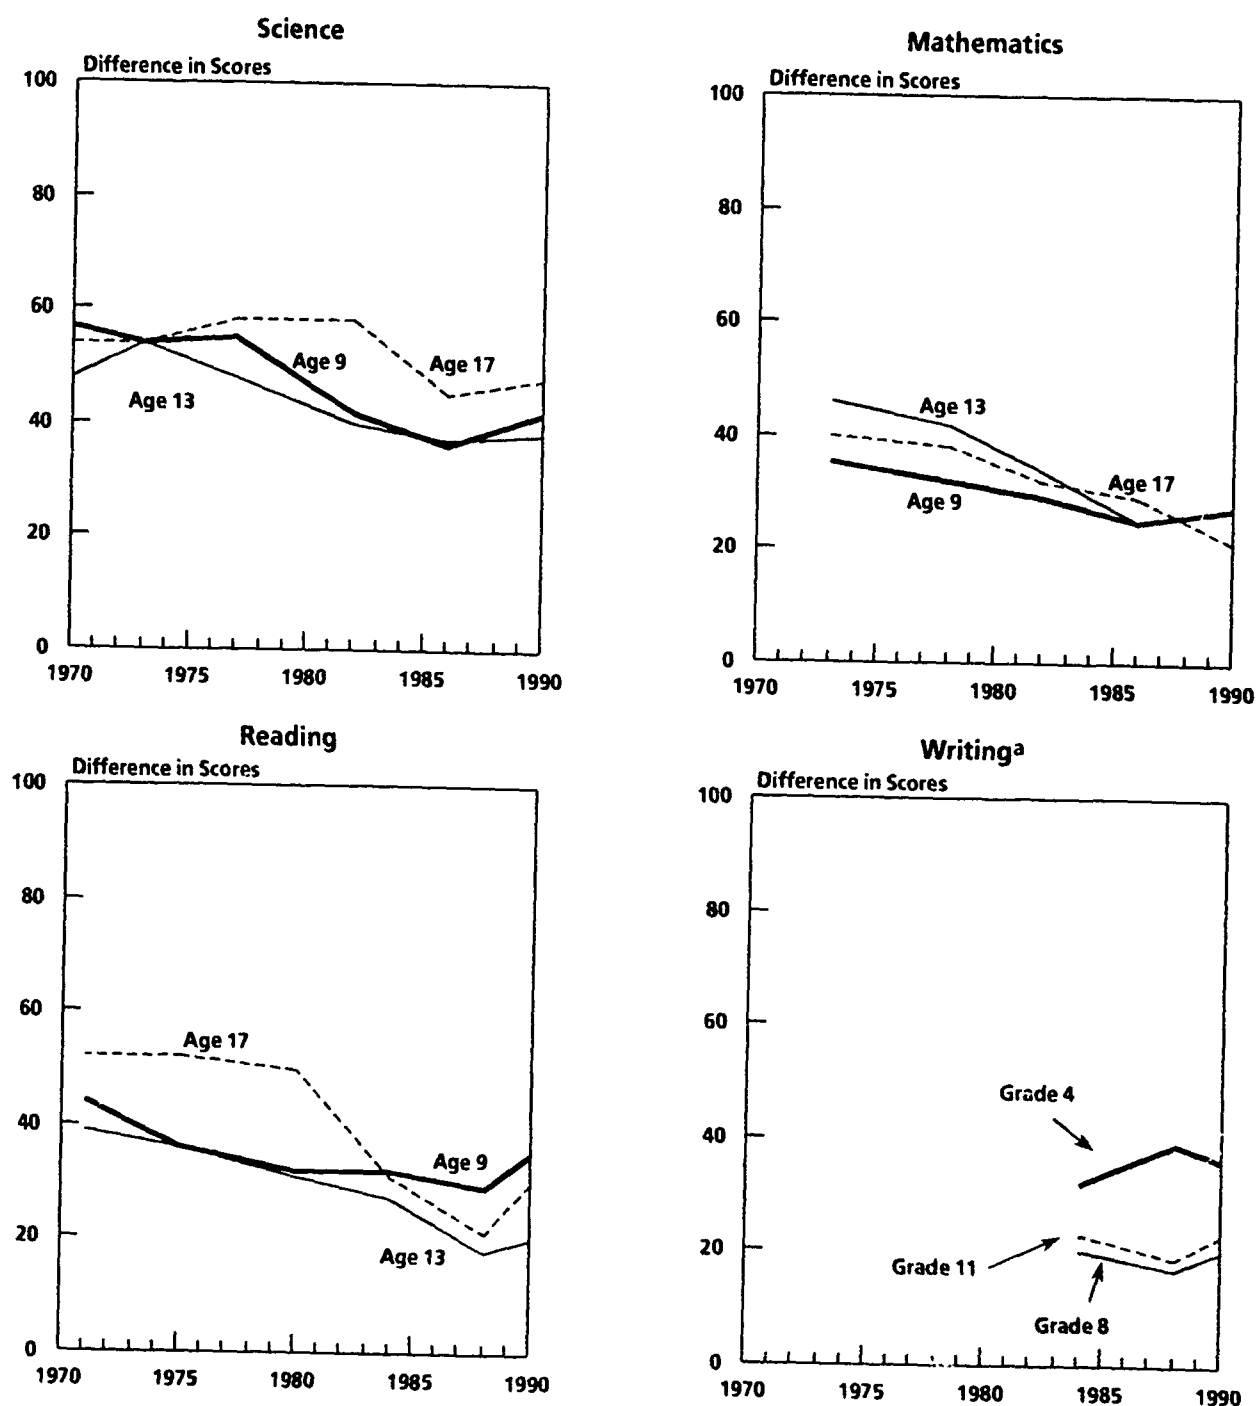 Science
Difference in Scores
100
80
60
40
20
0
Age 9
Age 17
Age 13
1970 1975 1980 1985 1990
Mathematics
Difference in Scores
100
80
60
40
20
0
Age 13
Age 17
Age 9
1970 1975 1980 1985 1990
Reading
Difference in Scores
100
80
60
40
20
0
Age 17
Age 9
Age 13
1970 1975 1980 1985 1990
Writingª
Difference in Scores
100
80
60
40
20
0
Grade 4
Grade 11
Grade 8
1970 1975 1980 1985 1990